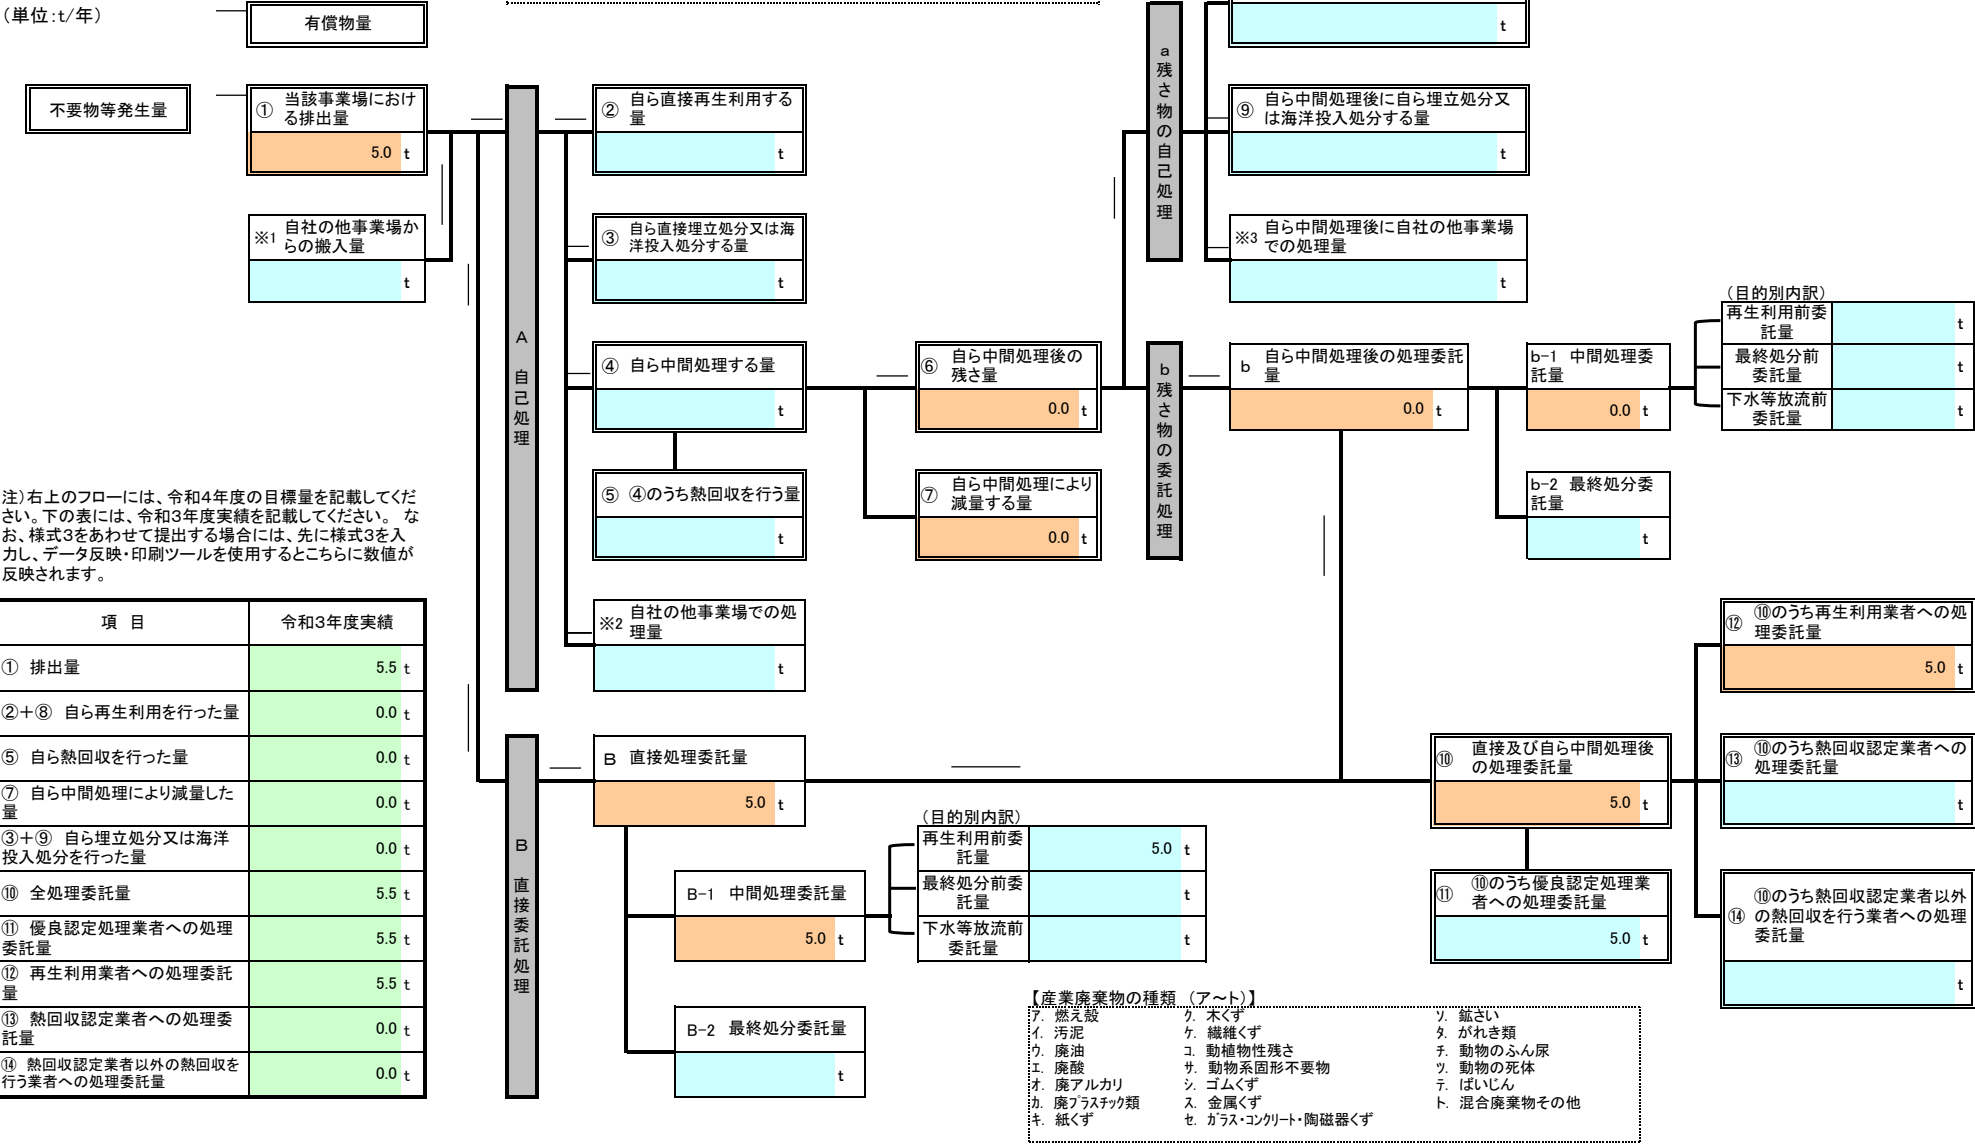 （単位:t/年）
有償物量
t
不要物等発生量
①
当該事業場におけ
る排出量
5.0 t
②
自ら直接再生利用する
量
t
a
残
さ
物
の
自
己
処
理
⑨
自ら中間処理後に自ら埋立処分又
は海洋投入処分する量
t
※1
自社の他事業場か
らの搬入量
t
③
自ら直接埋立処分又は海
洋投入処分する量
t
※3
自ら中間処理後に自社の他事業場
での処理量
t
A
自
己
処
理
④ 自ら中間処理する量
t
⑥
自ら中間処理後の
残さ量
0.0 t
b
残
さ
物
の
委
託
処
理
b
自ら中間処理後の処理委託
量
0.0 t
b-1 中間処理委
託量
0.0 t
（目的別内訳）
再生利用前委
託量
t
最終処分前
委託量
t
下水等放流前
委託量
t
⑤ ④のうち熱回収を行う量
t
⑦
自ら中間処理により
減量する量
0.0 t
b-2 最終処分委
託量
t
注）右上のフローには、令和４年度の目標量を記載してくだ
さい。下の表には、令和３年度実績を記載してください。 な
お、様式３をあわせて提出する場合には、先に様式３を入
力し、データ反映・印刷ツールを使用するとこちらに数値が
反映されます。
※2
自社の他事業場での処
理量
t
項 目 令和３年度実績
① 排出量 5.5 t
②＋⑧ 自ら再生利用を行った量 0.0 t
⑤ 自ら熱回収を行った量 0.0 t
⑦ 自ら中間処理により減量した
量
0.0 t
③＋⑨ 自ら埋立処分又は海洋
投入処分を行った量
0.0 t
⑩ 全処理委託量 5.5 t
⑪ 優良認定処理業者への処理
委託量
5.5 t
⑫ 再生利用業者への処理委託
量
5.5 t
⑬ 熱回収認定業者への処理委
託量
0.0 t
⑭ 熱回収認定業者以外の熱回収を
行う業者への処理委託量
0.0 t
B
直
接
委
託
処
理
B 直接処理委託量
5.0 t
B-1 中間処理委託量
5.0 t
（目的別内訳）
再生利用前委
託量
5.0 t
最終処分前委
託量
t
下水等放流前
委託量
t
B-2 最終処分委託量
t
⑩
直接及び自ら中間処理後
の処理委託量
5.0 t
⑪
⑩のうち優良認定処理業
者への処理委託量
5.0 t
⑫
⑩のうち再生利用業者への処
理委託量
5.0 t
⑬
⑩のうち熱回収認定業者への
処理委託量
t
⑭
⑩のうち熱回収認定業者以外
の熱回収を行う業者への処理
委託量
t
【産業廃棄物の種類 （ア～ト）】
ｱ. 燃え殻 ｸ. 木くず ｿ. 鉱さい
ｲ. 汚泥 ｹ. 繊維くず ﾀ. がれき類
ｳ. 廃油 ｺ. 動植物性残さ ﾁ. 動物のふん尿
ｴ. 廃酸 ｻ. 動物系固形不要物 ﾂ. 動物の死体
ｵ. 廃アルカリ ｼ. ゴムくず ﾃ. ばいじん
ｶ. 廃ﾌﾟﾗｽﾁｯｸ類 ｽ. 金属くず ﾄ. 混合廃棄物その他
ｷ. 紙くず ｾ. ｶﾞﾗｽ・ｺﾝｸﾘｰﾄ・陶磁器くず